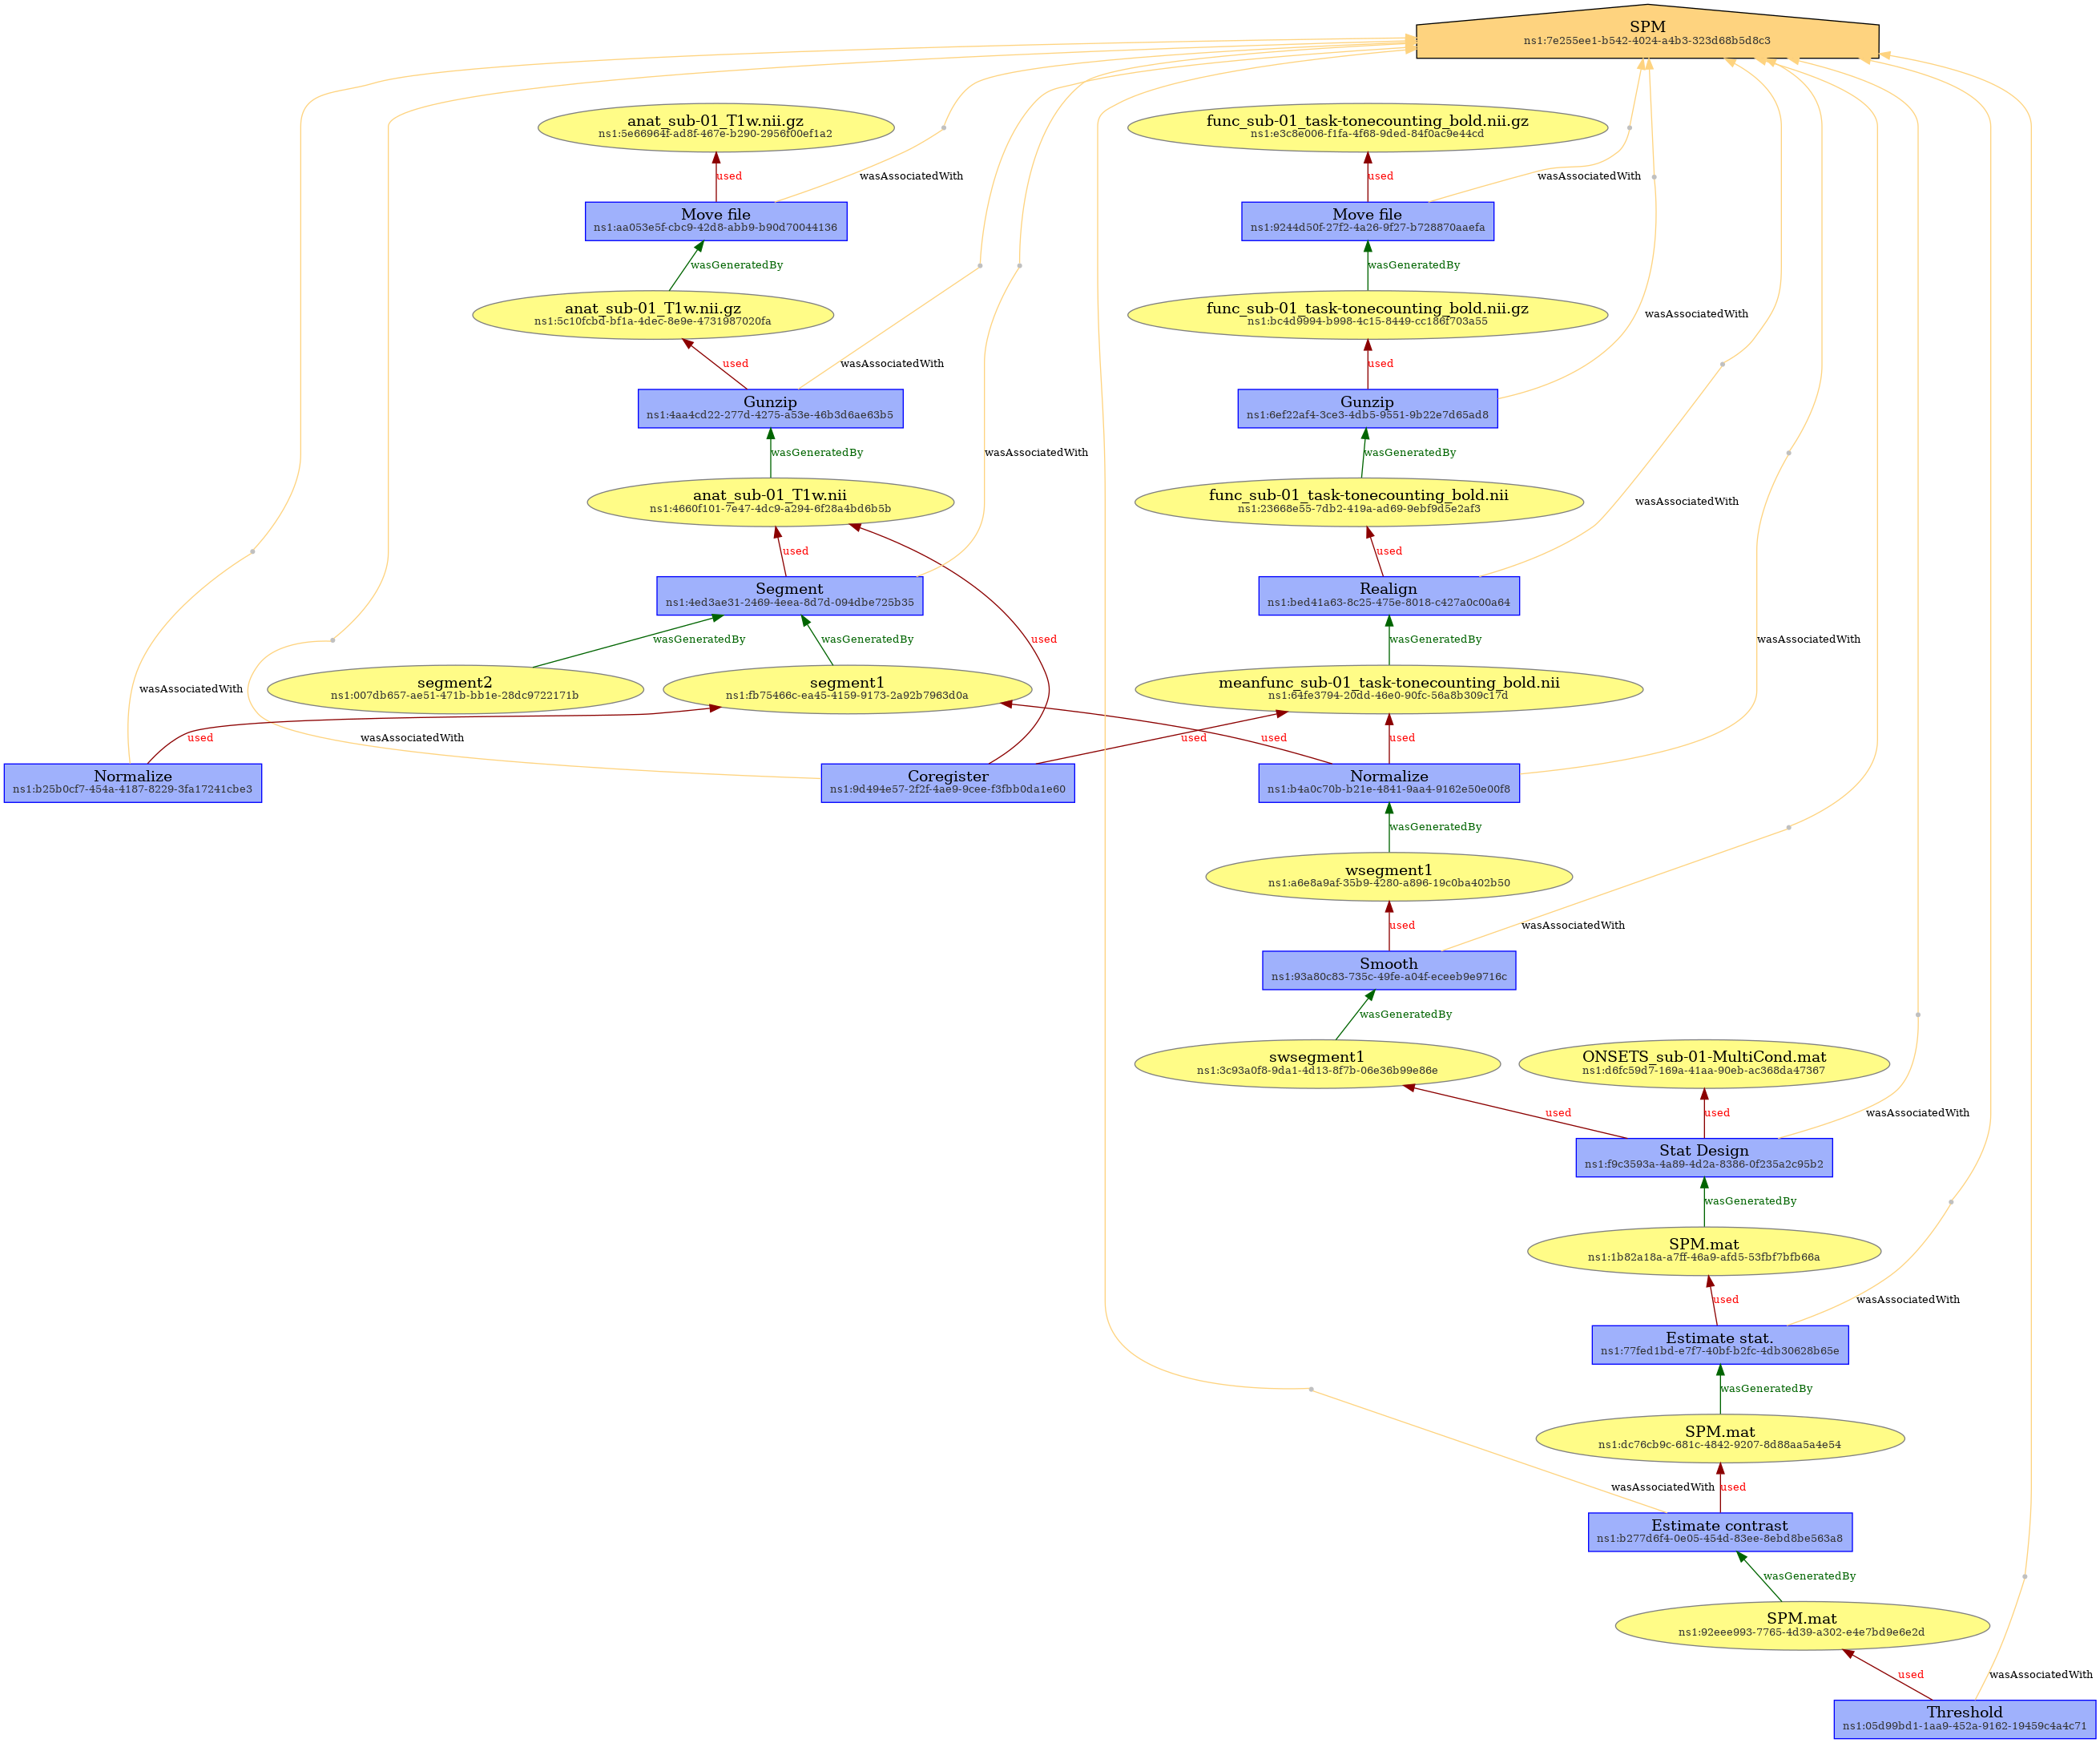 SPM
ns1:7e255ee1-b542-4024-a4b3-323d68b5d8c3
anat_sub-01_T1w.nii.gz
ns1:5e66964f-ad8f-467e-b290-2956f00ef1a2
func_sub-01_task-tonecounting_bold.nii.gz
ns1:e3c8e006-f1fa-4f68-9ded-84f0ac9e44cd
used
wasAssociatedWith
used
wasAssociatedWith
Move file
ns1:aa053e5f-cbc9-42d8-abb9-b90d70044136
Move file
ns1:9244d50f-27f2-4a26-9f27-b728870aaefa
wasGeneratedBy
wasGeneratedBy
anat_sub-01_T1w.nii.gz
ns1:5c10fcbd-bf1a-4dec-8e9e-4731987020fa
func_sub-01_task-tonecounting_bold.nii.gz
ns1:bc4d9994-b998-4c15-8449-cc186f703a55
wasAssociatedWith
used
wasAssociatedWith
used
Gunzip
ns1:4aa4cd22-277d-4275-a53e-46b3d6ae63b5
Gunzip
ns1:6ef22af4-3ce3-4db5-9551-9b22e7d65ad8
wasGeneratedBy
wasAssociatedWith
wasGeneratedBy
anat_sub-01_T1w.nii
ns1:4660f101-7e47-4dc9-a294-6f28a4bd6b5b
func_sub-01_task-tonecounting_bold.nii
ns1:23668e55-7db2-419a-ad69-9ebf9d5e2af3
wasAssociatedWith
used
used
Segment
ns1:4ed3ae31-2469-4eea-8d7d-094dbe725b35
Realign
ns1:bed41a63-8c25-475e-8018-c427a0c00a64
wasGeneratedBy
wasGeneratedBy
used
wasGeneratedBy
wasAssociatedWith
segment2
ns1:007db657-ae51-471b-bb1e-28dc9722171b
segment1
ns1:fb75466c-ea45-4159-9173-2a92b7963d0a
meanfunc_sub-01_task-tonecounting_bold.nii
ns1:64fe3794-20dd-46e0-90fc-56a8b309c17d
wasAssociatedWith
used
wasAssociatedWith
used
used
used
Normalize
ns1:b25b0cf7-454a-4187-8229-3fa17241cbe3
Coregister
ns1:9d494e57-2f2f-4ae9-9cee-f3fbb0da1e60
Normalize
ns1:b4a0c70b-b21e-4841-9aa4-9162e50e00f8
wasGeneratedBy
wsegment1
ns1:a6e8a9af-35b9-4280-a896-19c0ba402b50
used
wasAssociatedWith
Smooth
ns1:93a80c83-735c-49fe-a04f-eceeb9e9716c
wasGeneratedBy
swsegment1
ns1:3c93a0f8-9da1-4d13-8f7b-06e36b99e86e
ONSETS_sub-01-MultiCond.mat
ns1:d6fc59d7-169a-41aa-90eb-ac368da47367
used
used
wasAssociatedWith
Stat Design
ns1:f9c3593a-4a89-4d2a-8386-0f235a2c95b2
wasGeneratedBy
SPM.mat
ns1:1b82a18a-a7ff-46a9-afd5-53fbf7bfb66a
used
wasAssociatedWith
Estimate stat.
ns1:77fed1bd-e7f7-40bf-b2fc-4db30628b65e
wasGeneratedBy
SPM.mat
ns1:dc76cb9c-681c-4842-9207-8d88aa5a4e54
wasAssociatedWith
used
Estimate contrast
ns1:b277d6f4-0e05-454d-83ee-8ebd8be563a8
wasGeneratedBy
SPM.mat
ns1:92eee993-7765-4d39-a302-e4e7bd9e6e2d
used
wasAssociatedWith
Threshold
ns1:05d99bd1-1aa9-452a-9162-19459c4a4c71